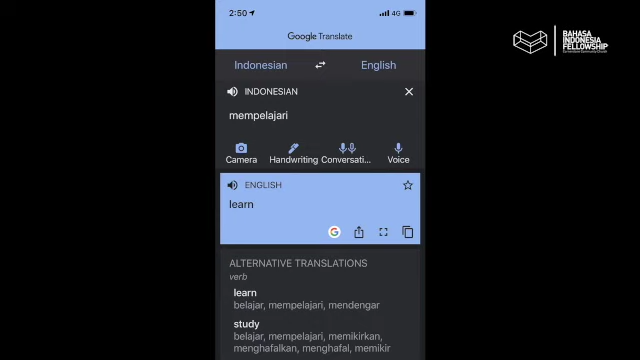 2:50
4G
Google Translate
Indonesian
English
INDONESIAN
mempelajari
Camera
Handwriting
Conversati...
Voice
ENGLISH
learn
ALTERNATIVE TRANSLATIONS
verb
learn
belajar, mempelajari, mendengar
study
belajar, mempelajari, memikirkan,
menghafalkan, menghafal, memikir
BAHASA
INDONESIA
FELLOWSHIP